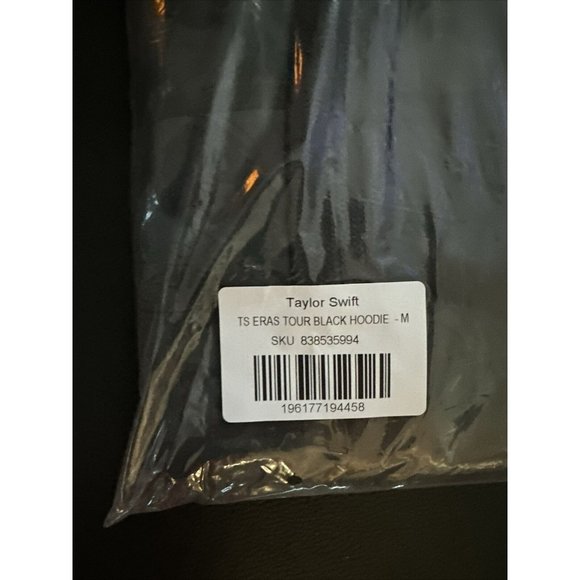 Taylor Swift
TS ERAS TOUR BLACK HOODIE - M
SKU 838535994
196177194458